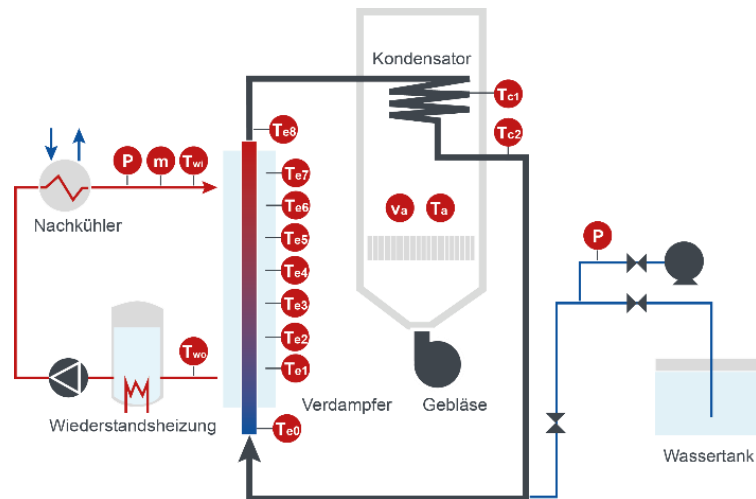 Kondensator
Tc1
Te8
Tc2
P
m
Twi
Te7
Te6
va
Ta
Nachkühler
Te5
P
Te4
Te3
Te2
Two
Te1
Verdampfer
Gebläse
Wiederstandsheizung
Te0
Wassertank